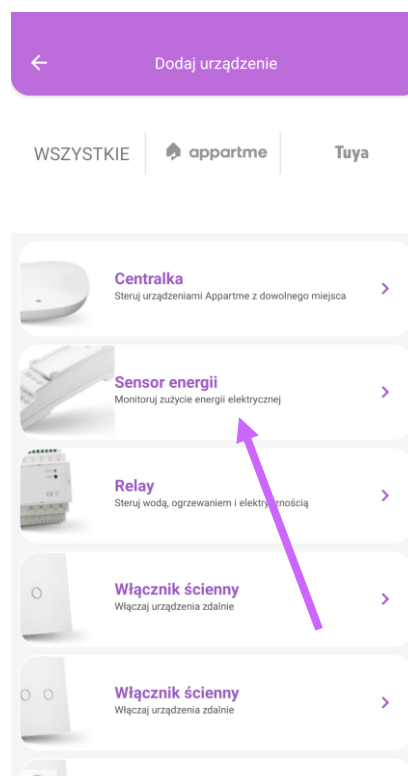 Dodaj urządzenie
WSZYSTKIE
appartme
Tuya
Centralka
Steruj urządzeniami Appartme z dowolnego miejsca
Sensor energii
Monitoruj zużycie energii elektrycznej
Relay
Steruj wodą, ogrzewaniem i elektrycznością
Włącznik ścienny
Włączaj urządzenia zdalnie
Włącznik ścienny
Włączaj urządzenia zdalnie